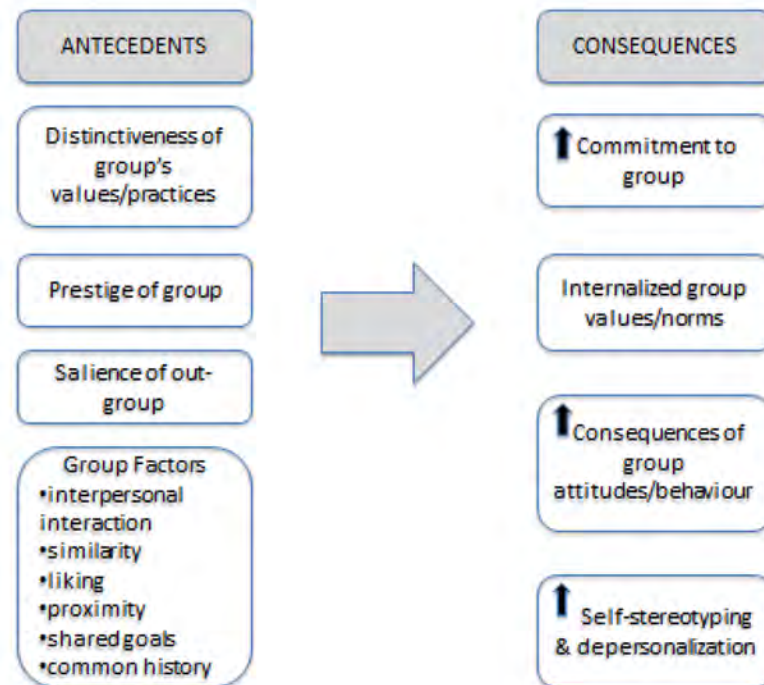 ANTECEDENTS
Distinctiveness of
group's
values/practices
Prestige of group
Salience of out-
group
Group Factors
•interpersonal
interaction
•similarity
•liking
•proximity
•shared goals
•common history
CONSEQUENCES
Commitment to
group
Internalized group
values/norms
Consequences of
group
attitudes/behaviour
Self-stereotyping
& depersonalization